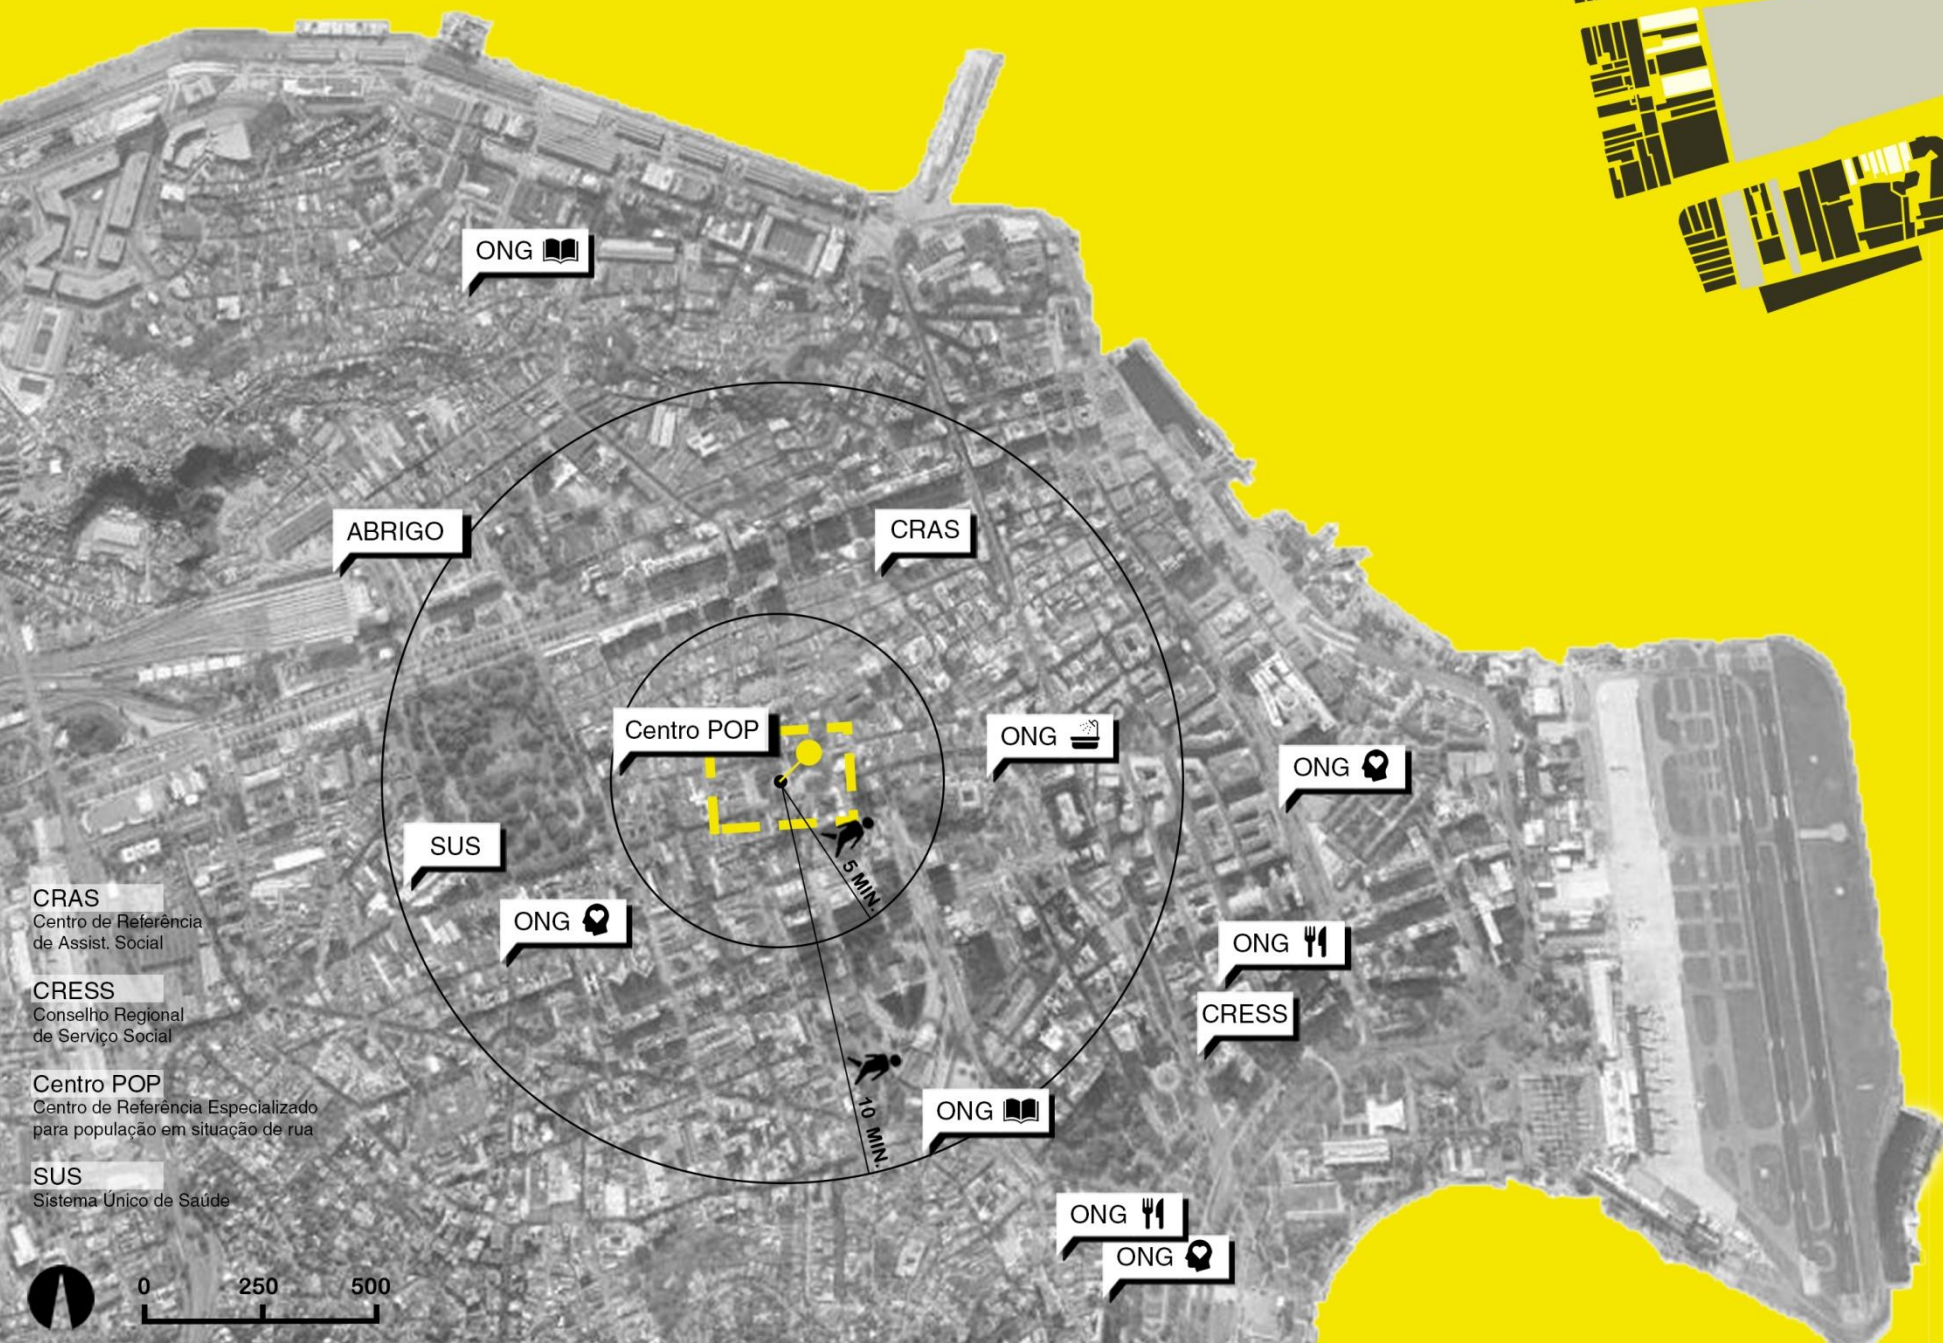 ONG
ABRIGO
CRAS
Centro POP
ONG
ONG
SUS
ONG
5 MIN.
ONG
CRESS
10 MIN.
ONG
ONG
ONG
CRAS
Centro de Referência
de Assist. Social
CRESS
Conselho Regional
de Serviço Social
Centro POP
Centro de Referência Especializado
para população em situação de rua
SUS
Sistema Único de Saúde
0 250 500